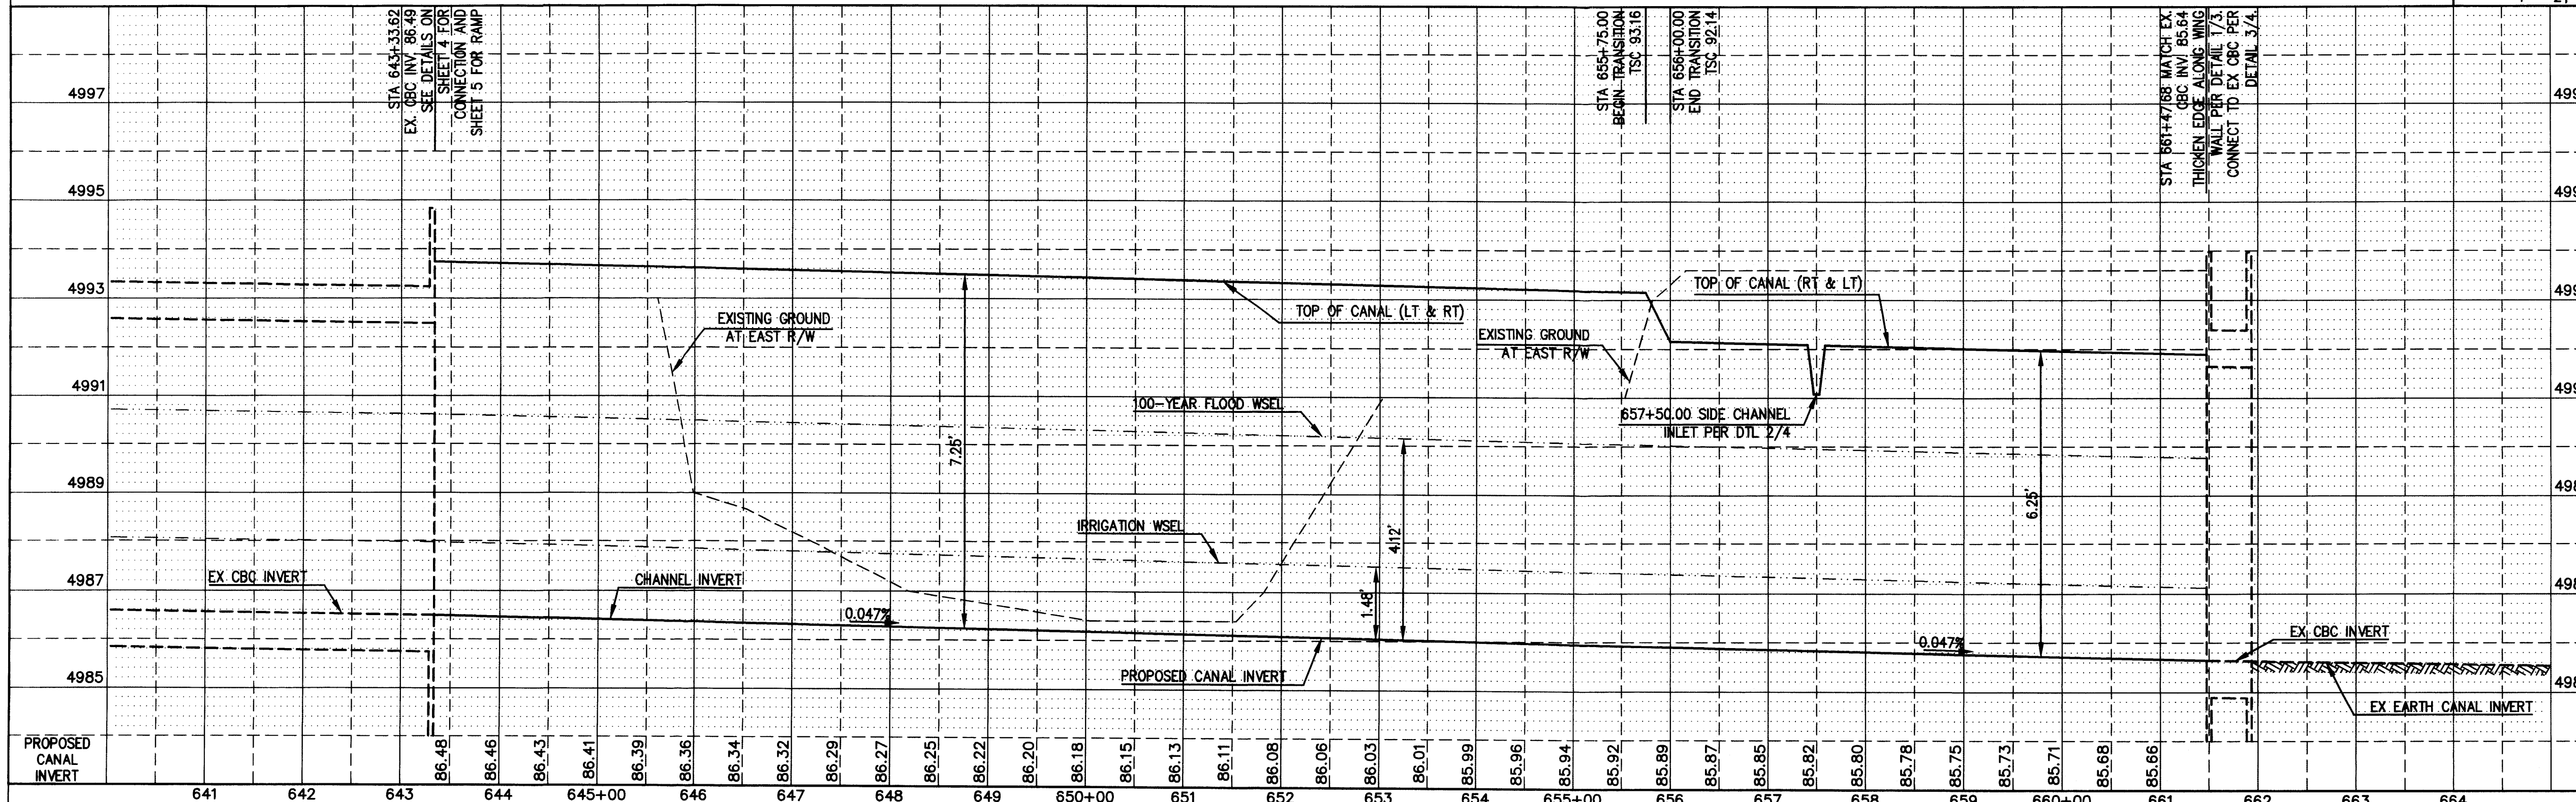 STA 643+33.62
EX. CBC INV. 86.49
SEE DETAILS ON
SHEET 4 FOR
CONNECTION AND
SHEET 5 FOR RAMP
STA 655+75.00
BEGIN TRANSITION
TSC 93.16
STA 656+00.00
END TRANSITION
TSC 92.14
STA 661+47.68 MATCH EX.
CBC INV. 85.64
THICKEN EDGE ALONG WING
WALL PER DETAIL 1/3.
CONNECT TO EX CBC PER
DETAIL 3/4.
4997
4995
4993
4991
4989
4987
4985
EXISTING GROUND
AT EAST R/W
7.25'
TOP OF CANAL (LT & RT)
EXISTING GROUND
AT EAST R/W
TOP OF CANAL (RT & LT)
100-YEAR FLOOD WSEL
657+50.00 SIDE CHANNEL
INLET PER DTL 2/4
IRRIGATION WSEL
4.12'
1.48'
6.25'
EX CBC INVERT
CHANNEL INVERT
0.047%
PROPOSED CANAL INVERT
0.047%
EX CBC INVERT
EX EARTH CANAL INVERT
PROPOSED
CANAL
INVERT
86.48
86.46
86.43
86.41
86.39
86.36
86.34
86.32
86.29
86.27
86.25
86.22
86.20
86.18
86.15
86.13
86.11
86.08
86.06
86.03
86.01
85.99
85.96
85.94
85.92
85.89
85.87
85.85
85.82
85.80
85.78
85.75
85.73
85.71
85.68
85.66
641 642 643 644 645+00 646 647 648 649 650+00 651 652 653 654 655+00 656 657 658 659 660+00 661 662 663 664